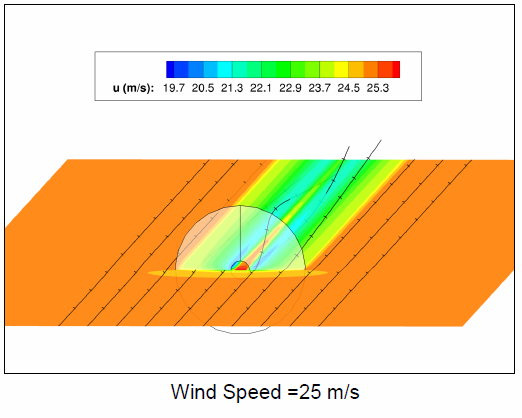 u (m/s): 19.7 20.5 21.3 22.1 22.9 23.7 24.5 25.3
Wind Speed =25 m/s